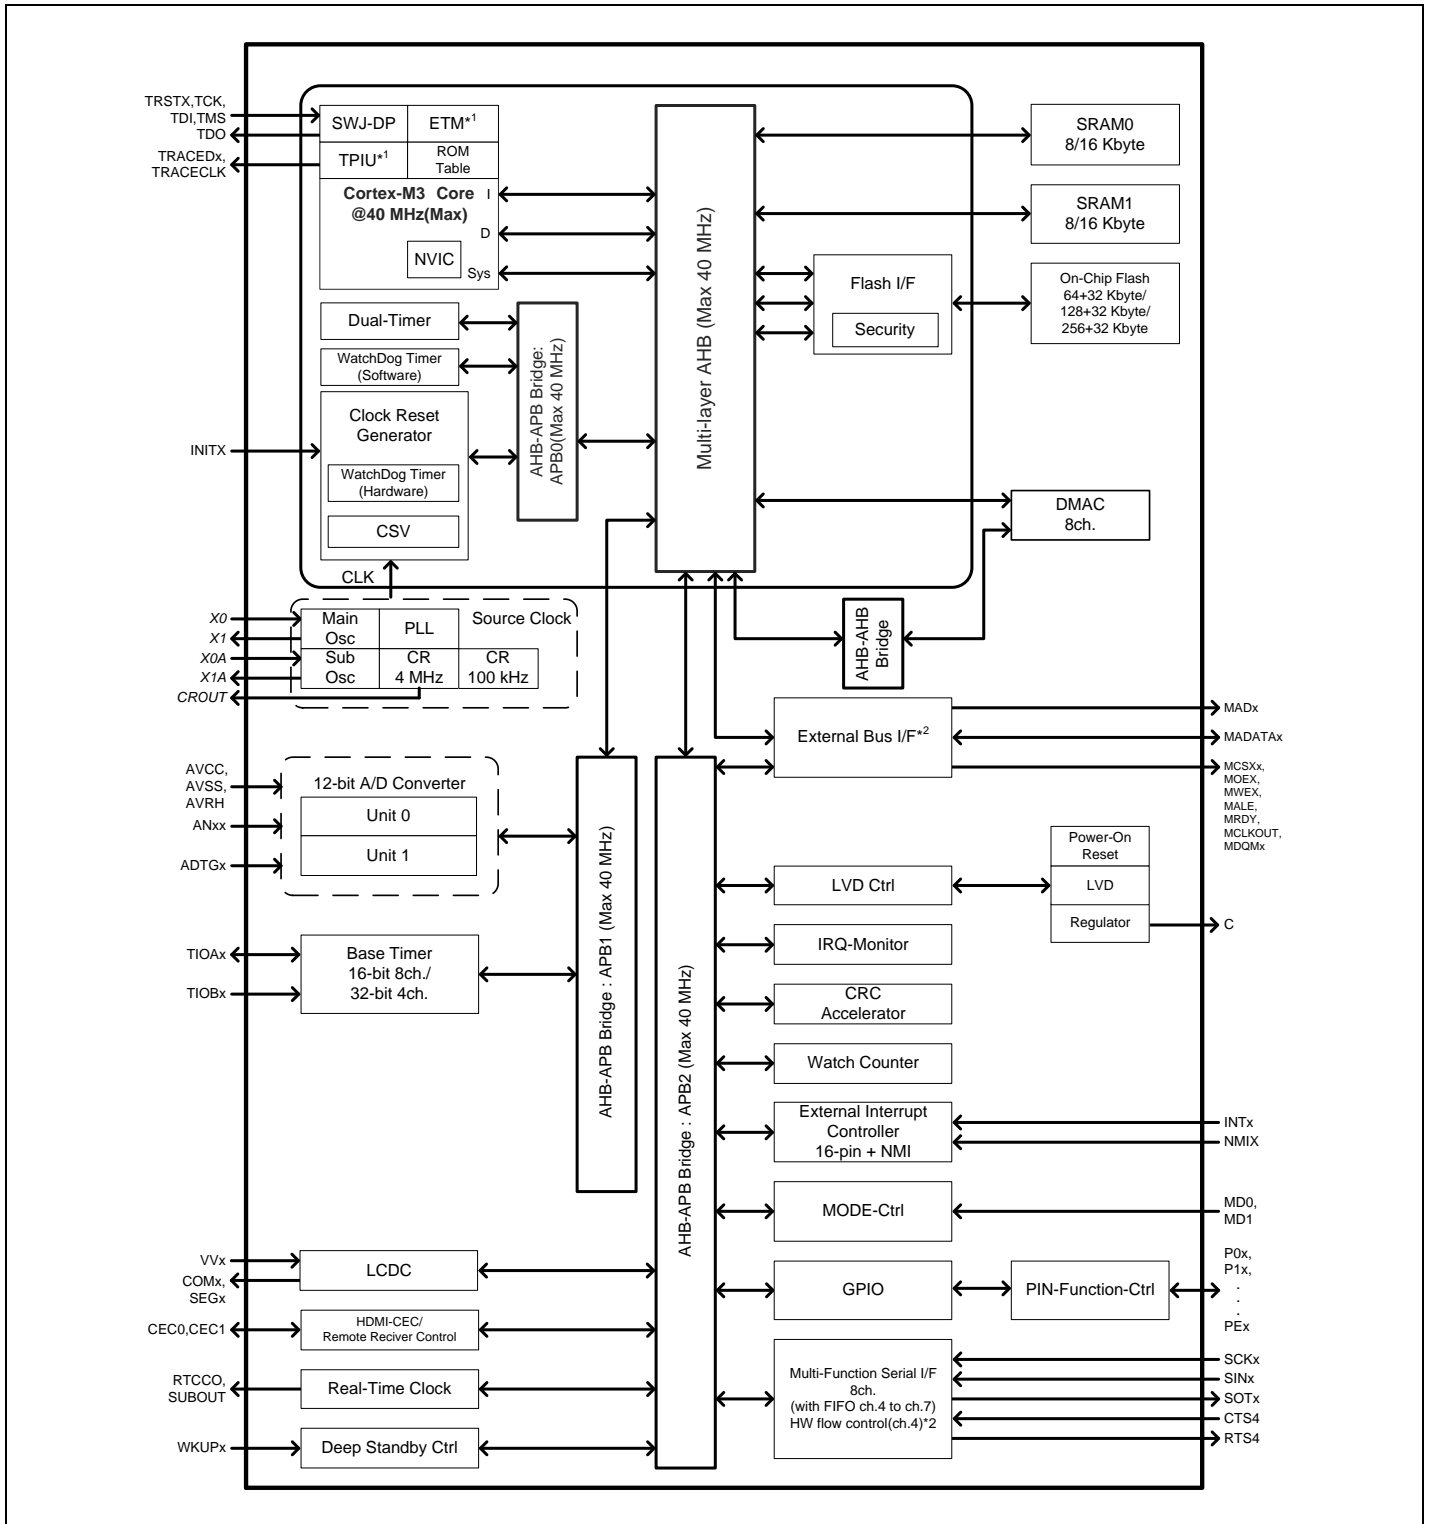 TRSTX,TCK,
TDI,TMS
TDO
TRACEDx,
TRACECLK
SWJ-DP
ETM*1
TPIU*1
ROM
Table
Cortex-M3 Core
@40 MHz(Max)
I
D
Sys
NVIC
Dual-Timer
WatchDog Timer
(Software)
Clock Reset
Generator
WatchDog Timer
(Hardware)
CSV
INITX
CLK
AHB-APB Bridge:
APB0(Max 40 MHz)
Multi-layer AHB (Max 40 MHz)
Flash I/F
Security
SRAM0
8/16 Kbyte
SRAM1
8/16 Kbyte
On-Chip Flash
64+32 Kbyte/
128+32 Kbyte/
256+32 Kbyte
DMAC
8ch.
AHB-AHB
Bridge
X0
X1
X0A
X1A
CROUT
Main
Osc
PLL
Source Clock
Sub
Osc
CR
4 MHz
CR
100 kHz
External Bus I/F*2
MADx
MADATAx
MCSXx,
MOEX,
MWEX,
MALE,
MRDY,
MCLKOUT,
MDQMx
AVCC,
AVSS,
AVRH
ANxx
ADTGx
12-bit A/D Converter
Unit 0
Unit 1
TIOAx
TIOBx
Base Timer
16-bit 8ch./
32-bit 4ch.
AHB-APB Bridge : APB1 (Max 40 MHz)
AHB-APB Bridge : APB2 (Max 40 MHz)
LVD Ctrl
Power-On
Reset
LVD
Regulator
C
IRQ-Monitor
CRC
Accelerator
Watch Counter
External Interrupt
Controller
16-pin + NMI
INTx
NMIX
MODE-Ctrl
MD0,
MD1
GPIO
PIN-Function-Ctrl
P0x,
P1x,
.
.
.
PEx
Multi-Function Serial I/F
8ch.
(with FIFO ch.4 to ch.7)
HW flow control(ch.4)*2
SCKx
SINx
SOTx
CTS4
RTS4
VVx
COMx,
SEGx
LCDC
CEC0,CEC1
HDMI-CEC/
Remote Reciver Control
RTCCO,
SUBOUT
Real-Time Clock
WKUPx
Deep Standby Ctrl